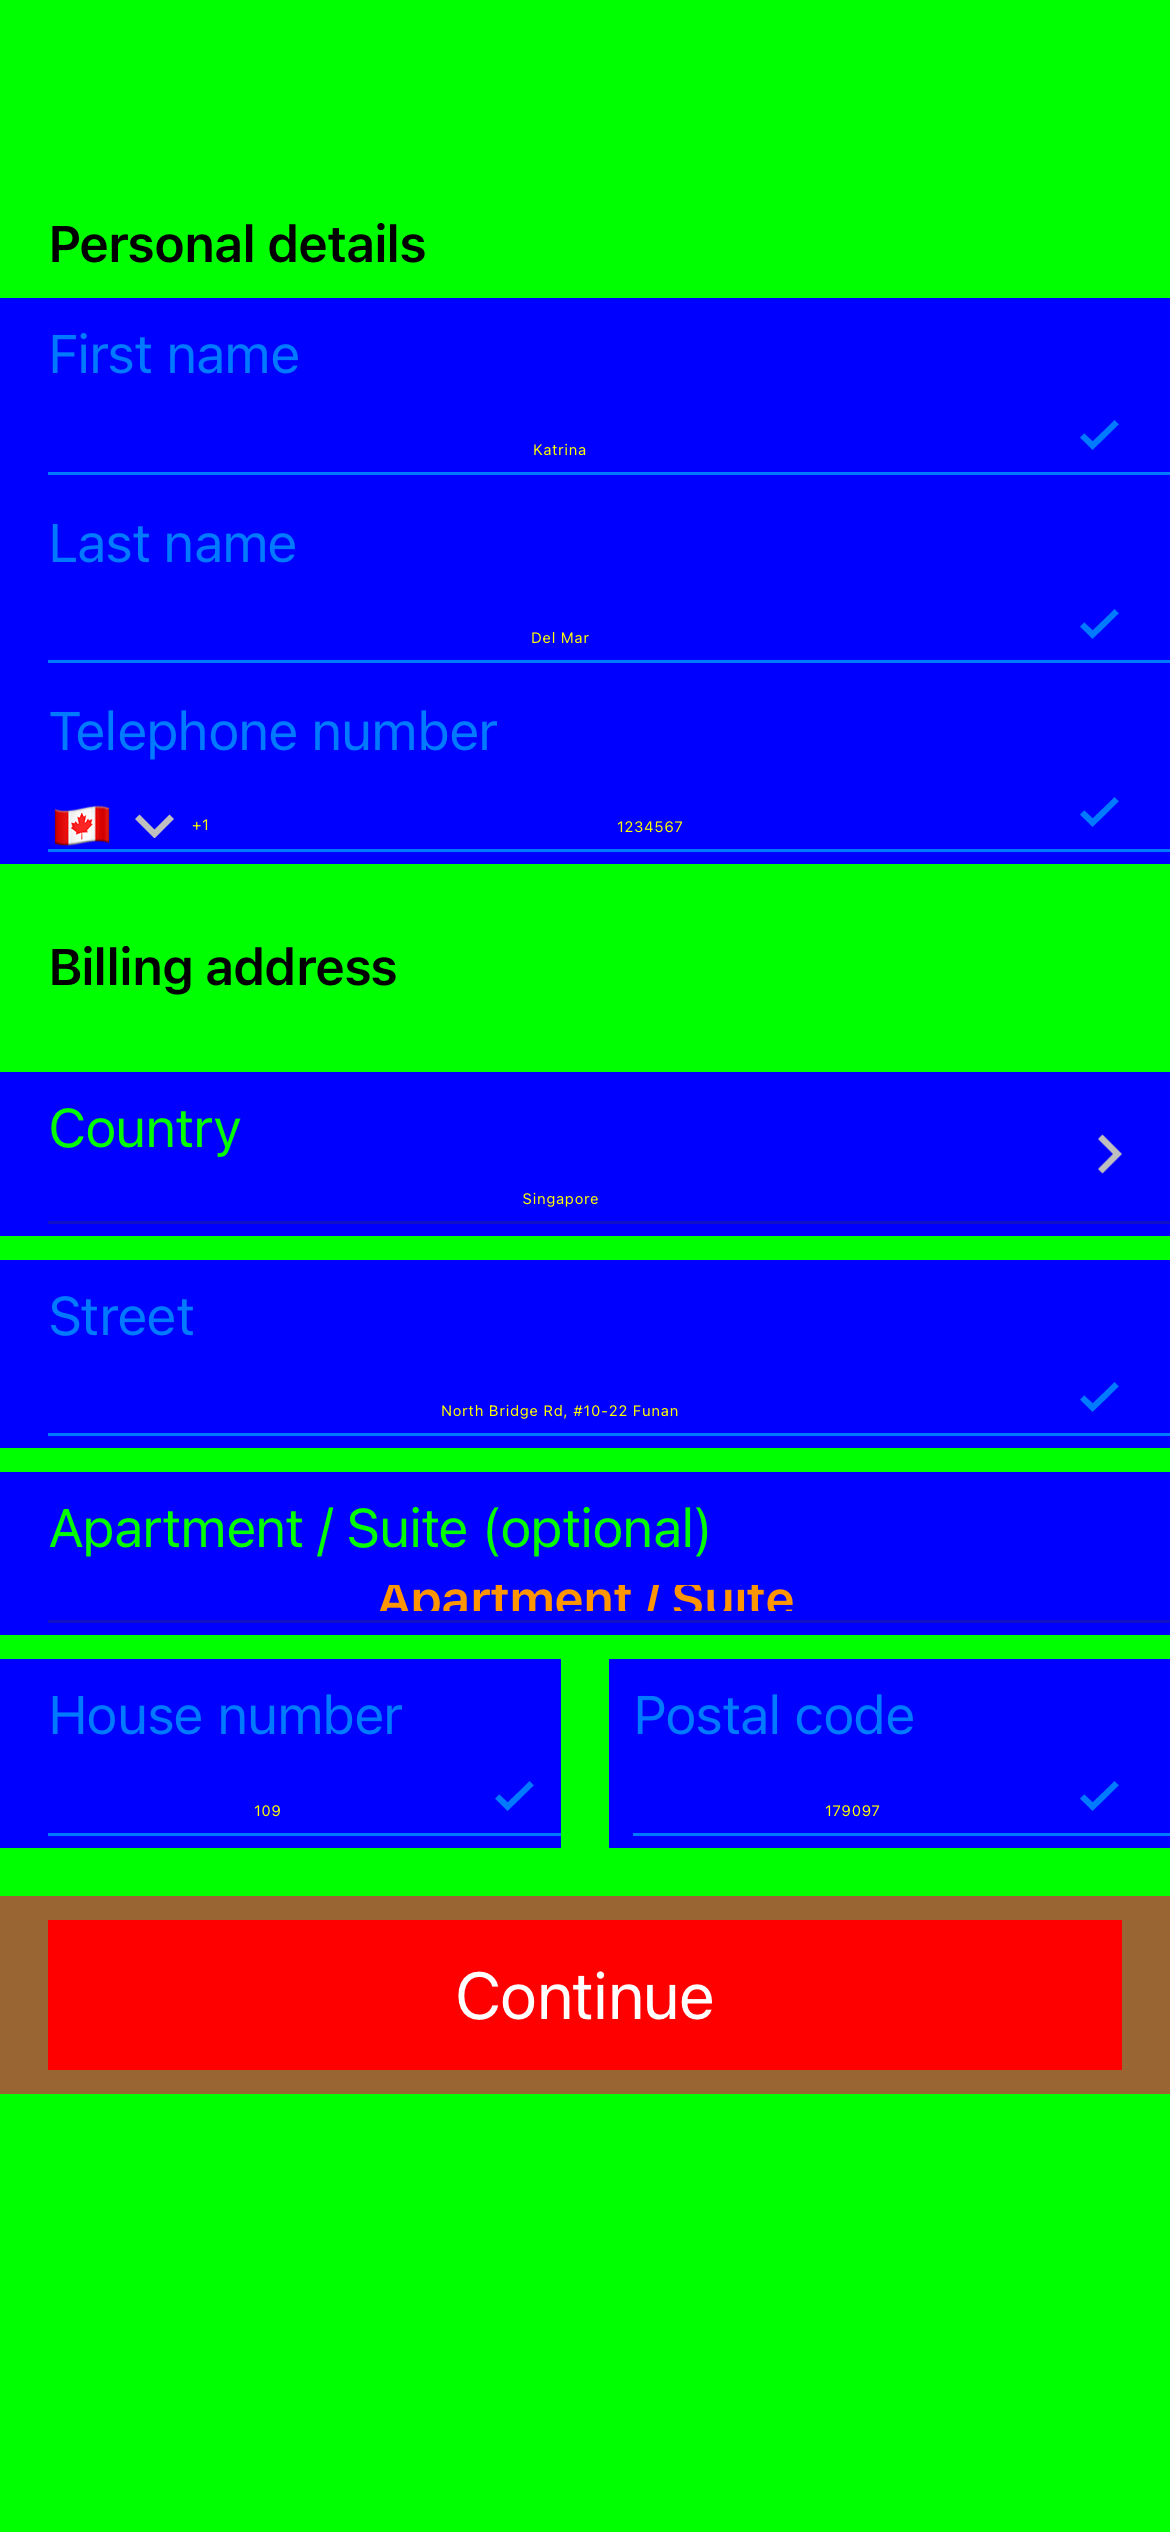 Personal details
First name
Katrina
Last name
Del Mar
Telephone number
+1 1234567
Billing address
Country
Singapore
Street
North Bridge Rd, #10-22 Funan
Apartment / Suite (optional)
Apartment / Suite
House number
109
Postal code
179097
Continue